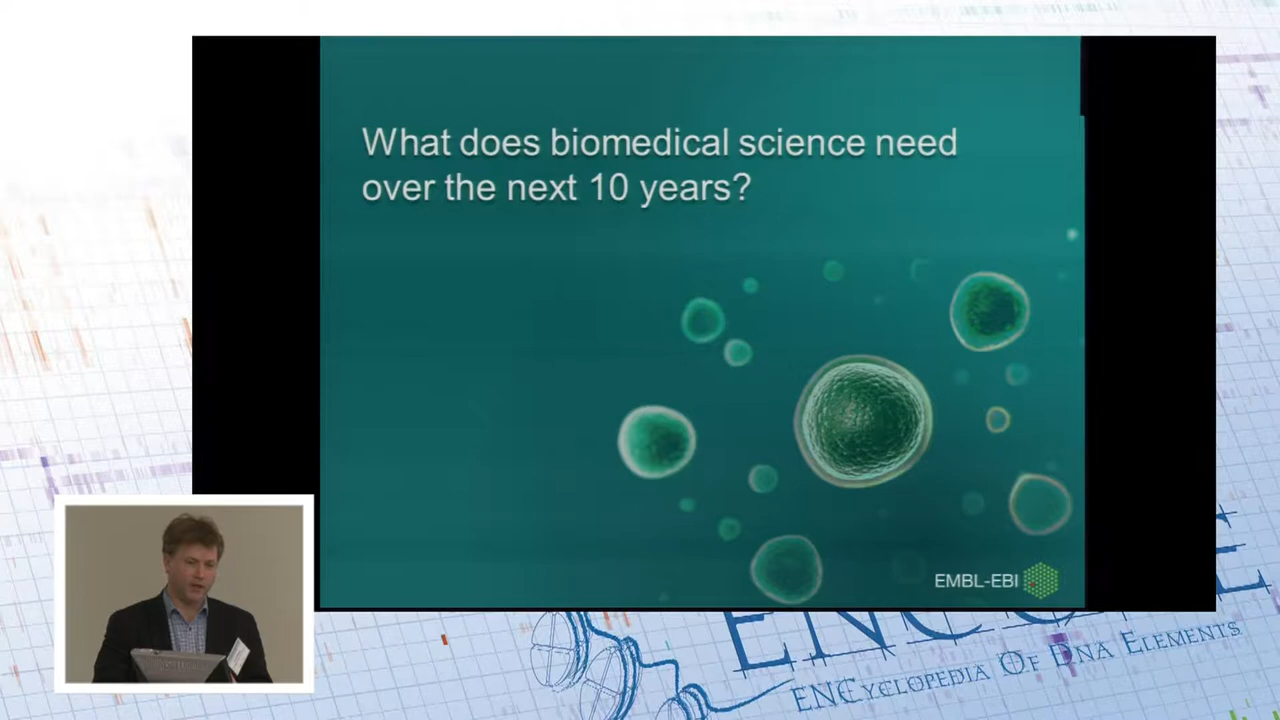 What does biomedical science need
over the next 10 years?
EMBL-EBI
ENCYCLOPEDIA OF DNA ELEMENTS